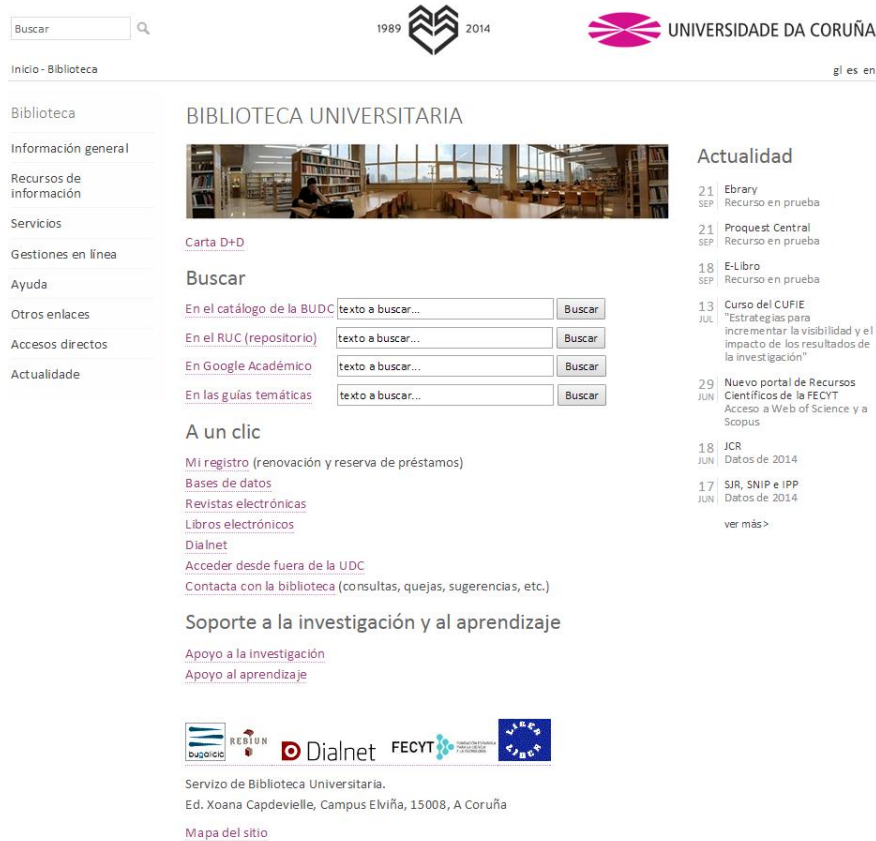 Buscar
1989 2014
UNIVERSIDADE DA CORUÑA
Inicio - Biblioteca
gl es en
Biblioteca
Información general
Recursos de
información
Servicios
Gestiones en línea
Ayuda
Otros enlaces
Accesos directos
Actualidade
BIBLIOTECA UNIVERSITARIA
Carta D+D
Buscar
En el catálogo de la BUDC texto a buscar... Buscar
En el RUC (repositorio) texto a buscar... Buscar
En Google Académico texto a buscar... Buscar
En las guías temáticas texto a buscar... Buscar
A un clic
Mi registro (renovación y reserva de préstamos)
Bases de datos
Revistas electrónicas
Libros electrónicos
Dialnet
Acceder desde fuera de la UDC
Contacta con la biblioteca (consultas, quejas, sugerencias, etc.)
Soporte a la investigación y al aprendizaje
Apoyo a la investigación
Apoyo al aprendizaje
bugalicia REBIUN Dialnet FECYT LIBER LIBER
Servizo de Biblioteca Universitaria.
Ed. Xoana Capdevielle, Campus Elviña, 15008, A Coruña
Mapa del sitio
Actualidad
21 Ebrary
SEP Recurso en prueba
21 Proquest Central
SEP Recurso en prueba
18 E-Libro
SEP Recurso en prueba
13 Curso del CUFIE
JUL "Estrategias para
incrementar la visibilidad y el
impacto de los resultados de
la investigación"
29 Nuevo portal de Recursos
JUN Científicos de la FECYT
Acceso a Web of Science y a
Scopus
18 JCR
JUN Datos de 2014
17 SJR, SNIP e IPP
JUN Datos de 2014
ver más >